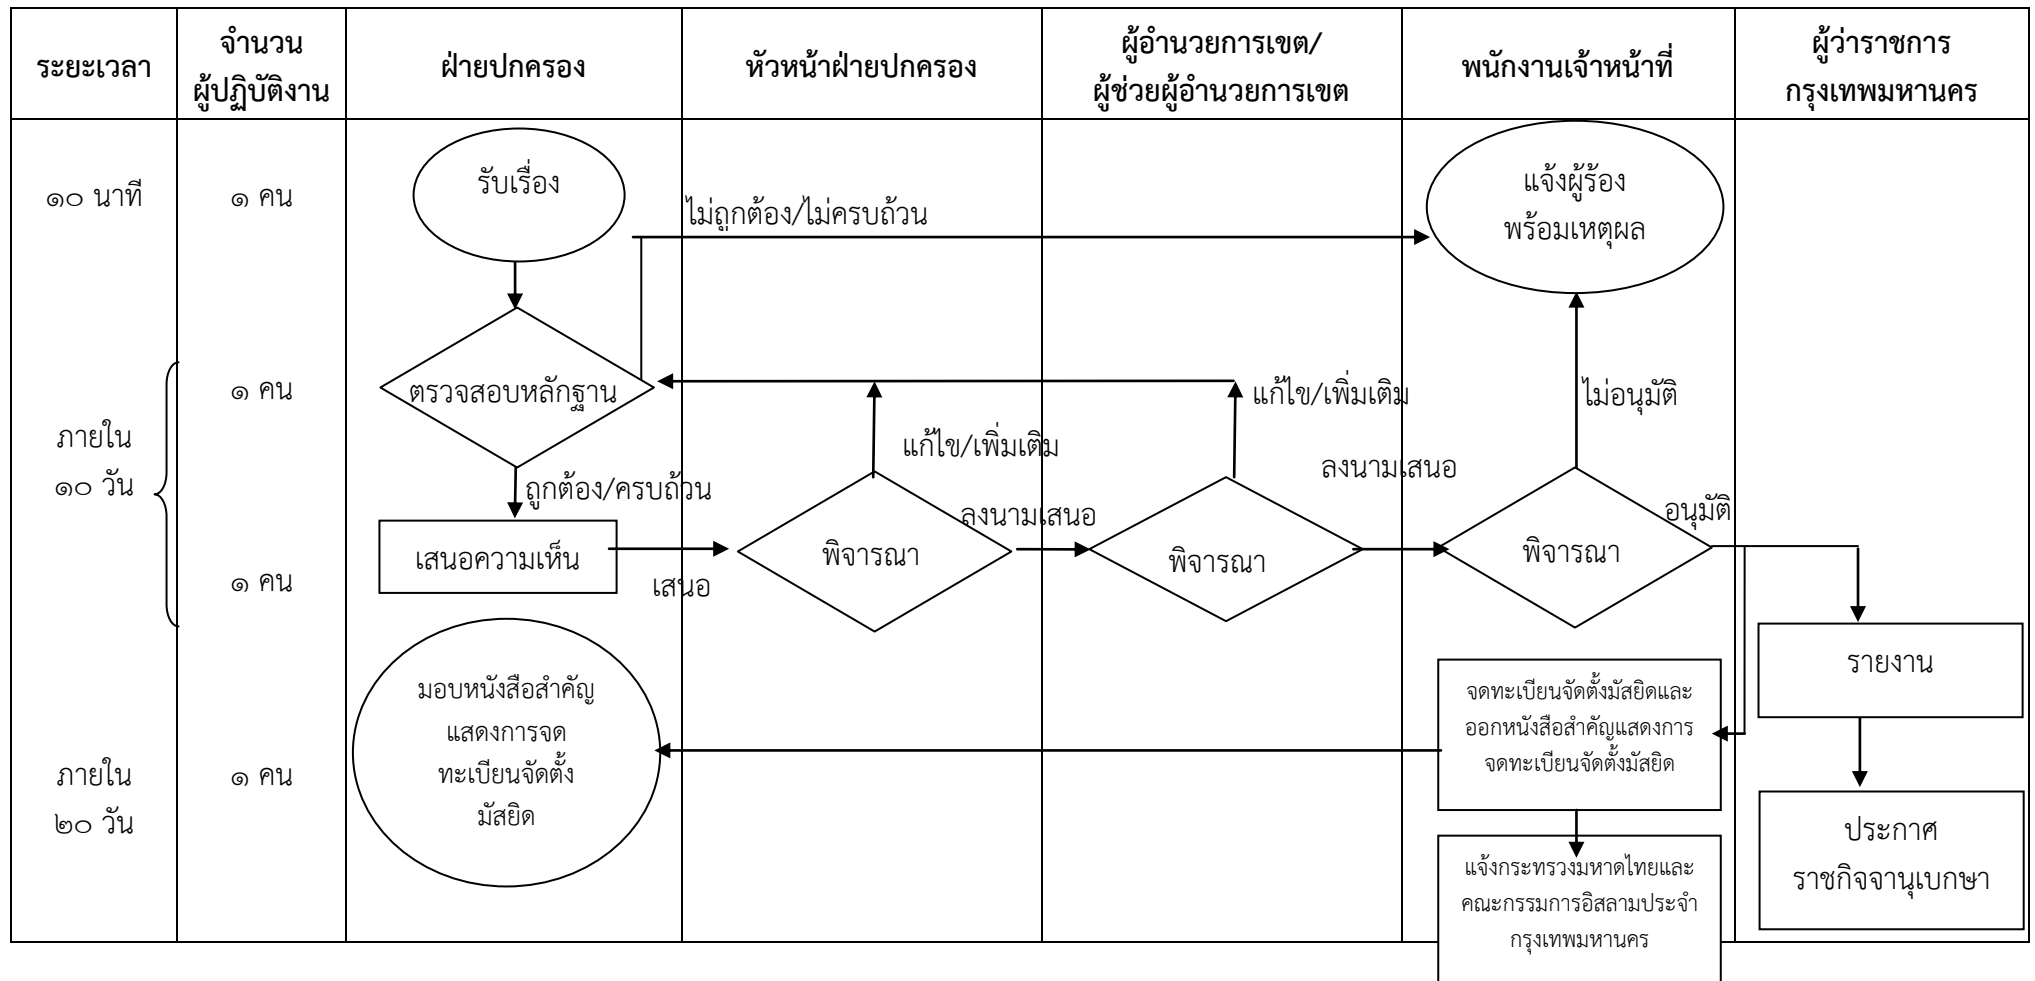 ระยะเวลา
จำนวน
ผู้ปฏิบัติงาน
ฝ่ายปกครอง
หัวหน้าฝ่ายปกครอง
ผู้อำนวยการเขต/
ผู้ช่วยผู้อำนวยการเขต
พนักงานเจ้าหน้าที่
ผู้ว่าราชการ
กรุงเทพมหานคร
๑๐ นาที
๑ คน
รับเรื่อง
ไม่ถูกต้อง/ไม่ครบถ้วน
แจ้งผู้ร้อง
พร้อมเหตุผล
ภายใน
๑๐ วัน
๑ คน
ตรวจสอบหลักฐาน
แก้ไข/เพิ่มเติม
แก้ไข/เพิ่มเติม
ไม่อนุมัติ
ถูกต้อง/ครบถ้วน
ลงนามเสนอ
ลงนามเสนอ
อนุมัติ
๑ คน
เสนอความเห็น
เสนอ
พิจารณา
พิจารณา
พิจารณา
รายงาน
ภายใน
๒๐ วัน
๑ คน
มอบหนังสือสำคัญ
แสดงการจด
ทะเบียนจัดตั้ง
มัสยิด
จดทะเบียนจัดตั้งมัสยิดและ
ออกหนังสือสำคัญแสดงการ
จดทะเบียนจัดตั้งมัสยิด
ประกาศ
ราชกิจจานุเบกษา
แจ้งกระทรวงมหาดไทยและ
คณะกรรมการอิสลามประจำ
กรุงเทพมหานคร